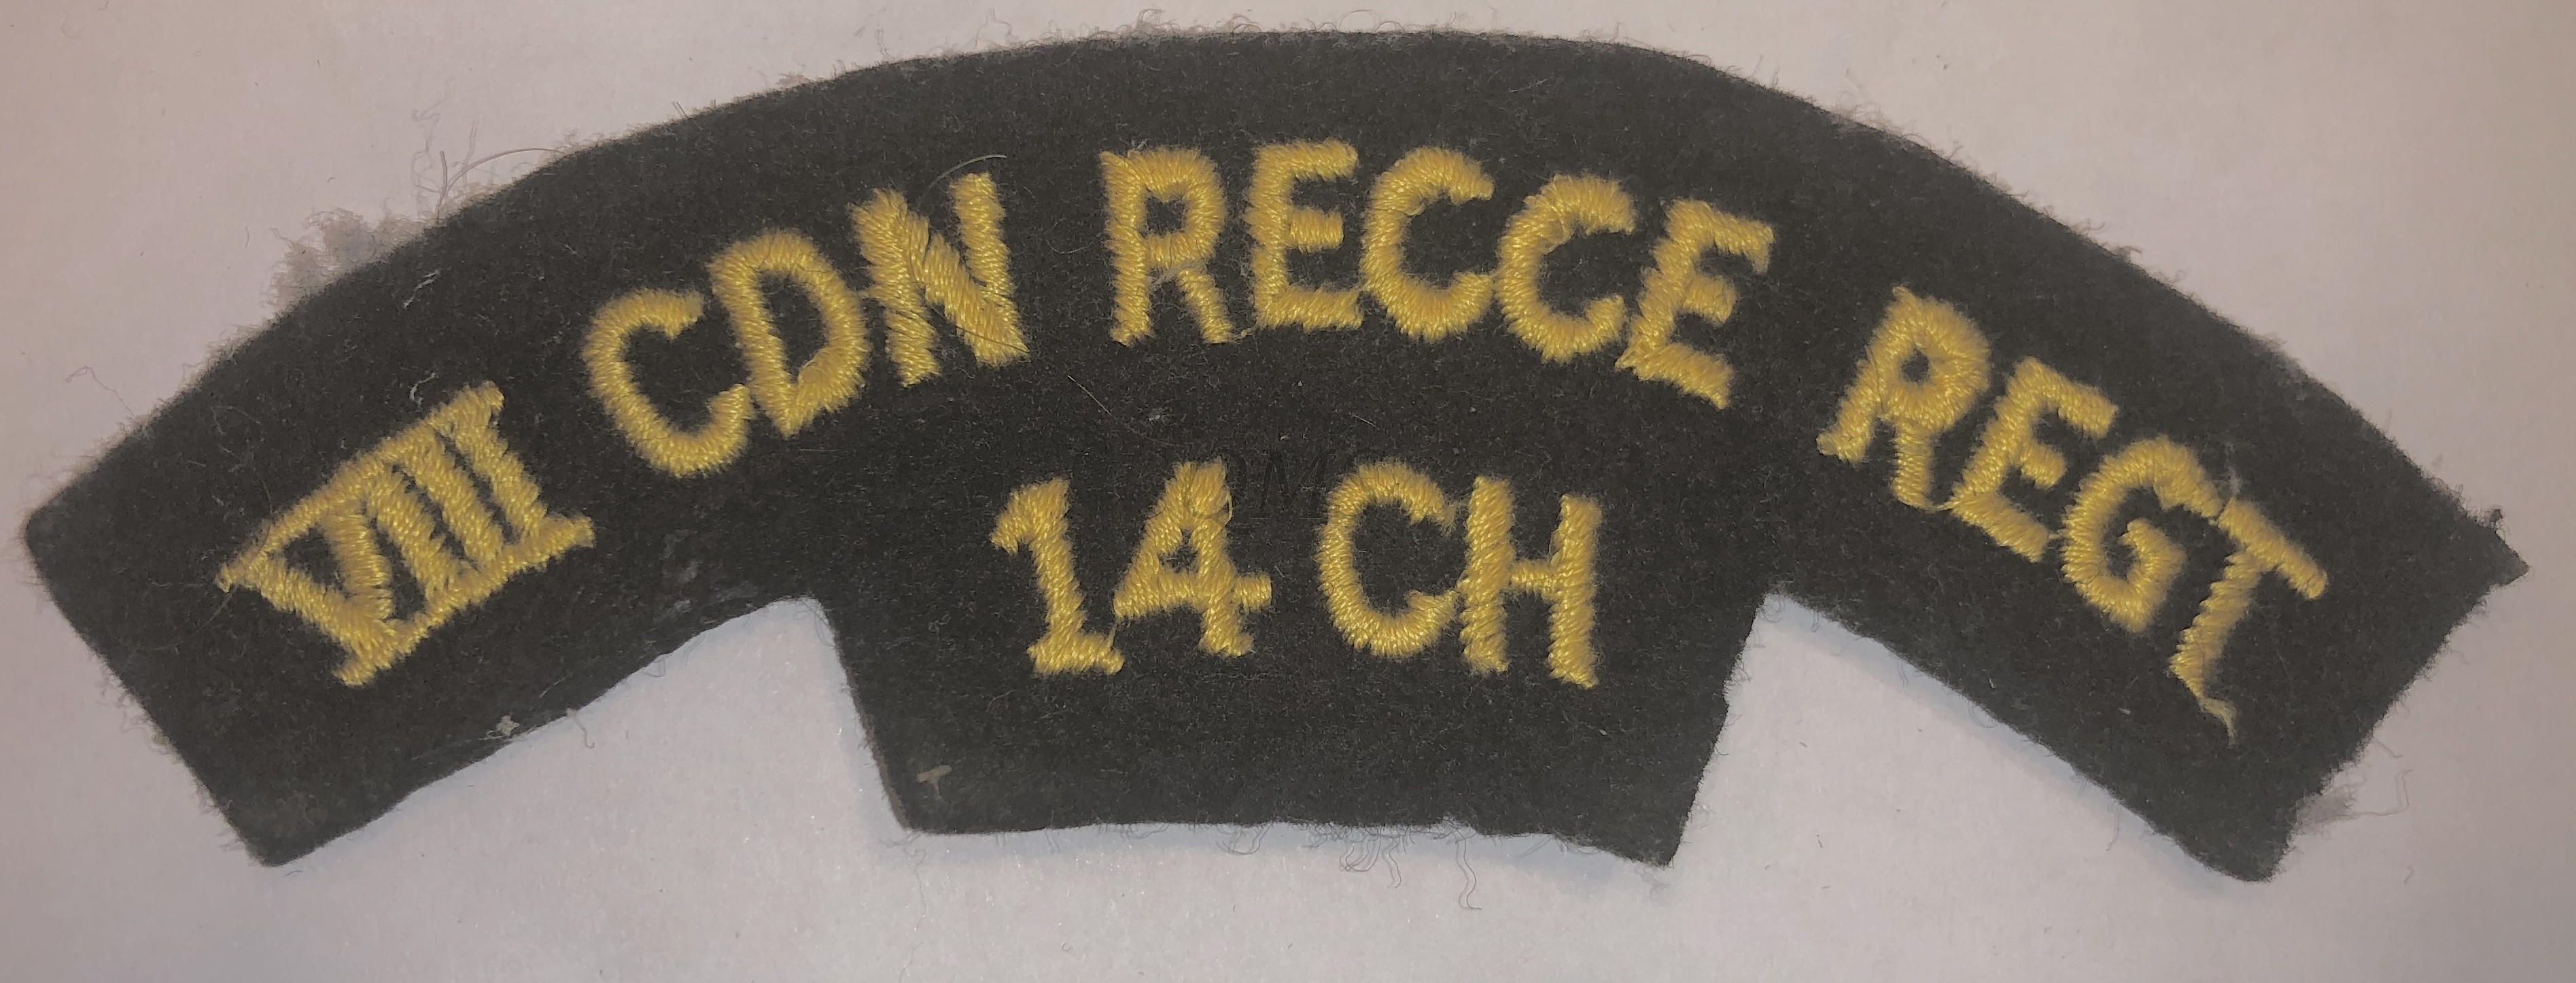 VIII CDN RECCE REGT
14 CH